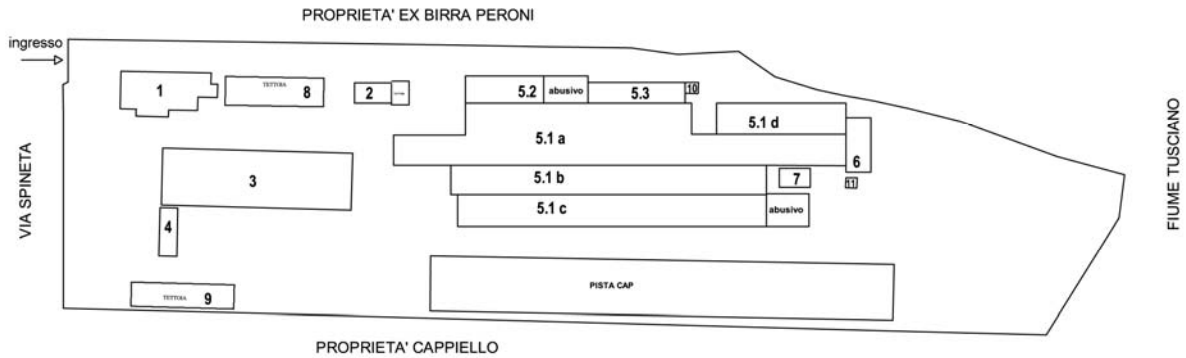 PROPRIETA' EX BIRRA PERONI
ingresso
1
TETTOIA 8
2
5.2
abusivo
5.3
10
5.1 d
5.1 a
6
VIA SPINETA
3
5.1 b
7
11
FIUME TUSCIANO
4
5.1 c
abusivo
TETTOIA 9
PISTA CAP
PROPRIETA' CAPPIELLO